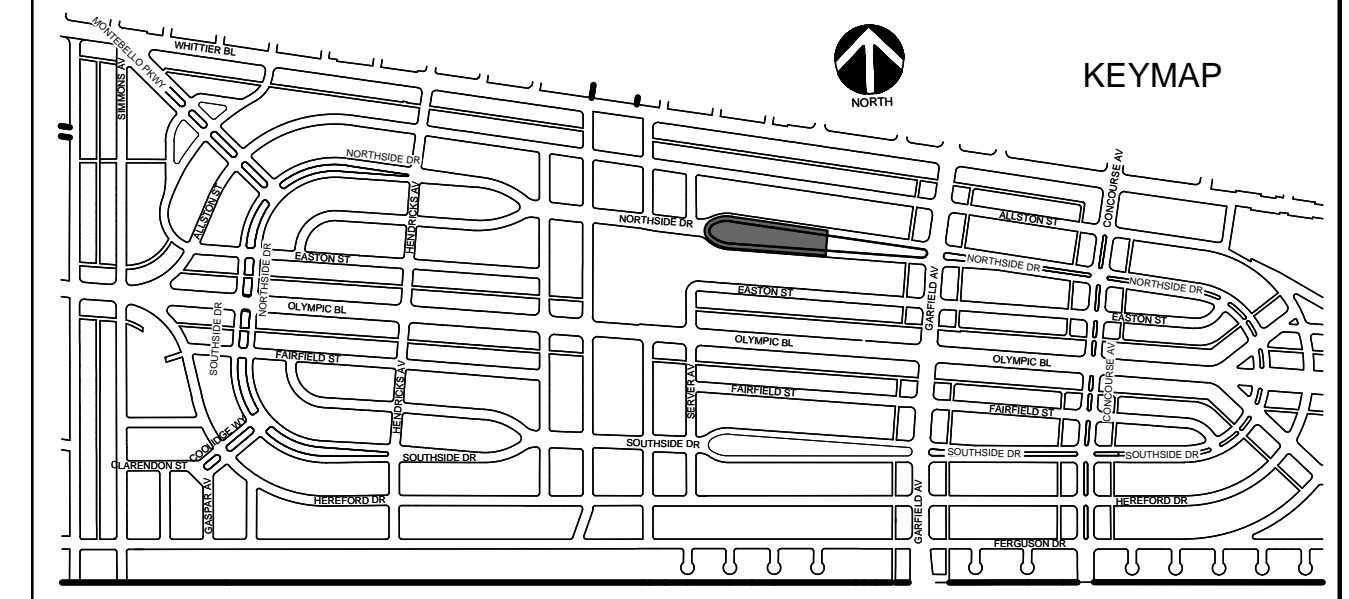 MONTEBELLO PKWY
WHITTIER BL
SIMMONS AV
NORTH
KEYMAP
NORTHSIDE DR
ALLSTON ST
HENDRICKS AV
NORTHSIDE DR
EASTON ST
OLYMPIC BL
SOUTHSIDE DR
FAIRFIELD ST
HENDRICKS AV
COOLIDGE WY
CLARENDON ST
GASPAR AV
SOUTHSIDE DR
HEREFORD DR
NORTHSIDE DR
EASTON ST
OLYMPIC BL
SERVER AV
FAIRFIELD ST
SOUTHSIDE DR
GARFIELD AV
GARFIELD AV
CONCOURSE AV
ALLSTON ST
NORTHSIDE DR
NORTHSIDE DR
EASTON ST
OLYMPIC BL
CONCOURSE AV
FAIRFIELD ST
SOUTHSIDE DR
SOUTHSIDE DR
HEREFORD DR
FERGUSON DR